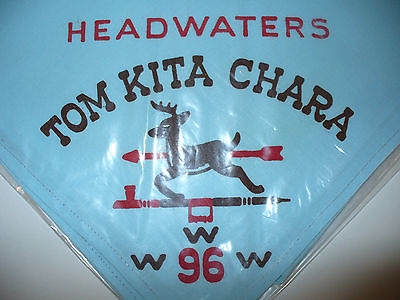 HEADWATERS
TOM KITA CHARA
W
W 96 W